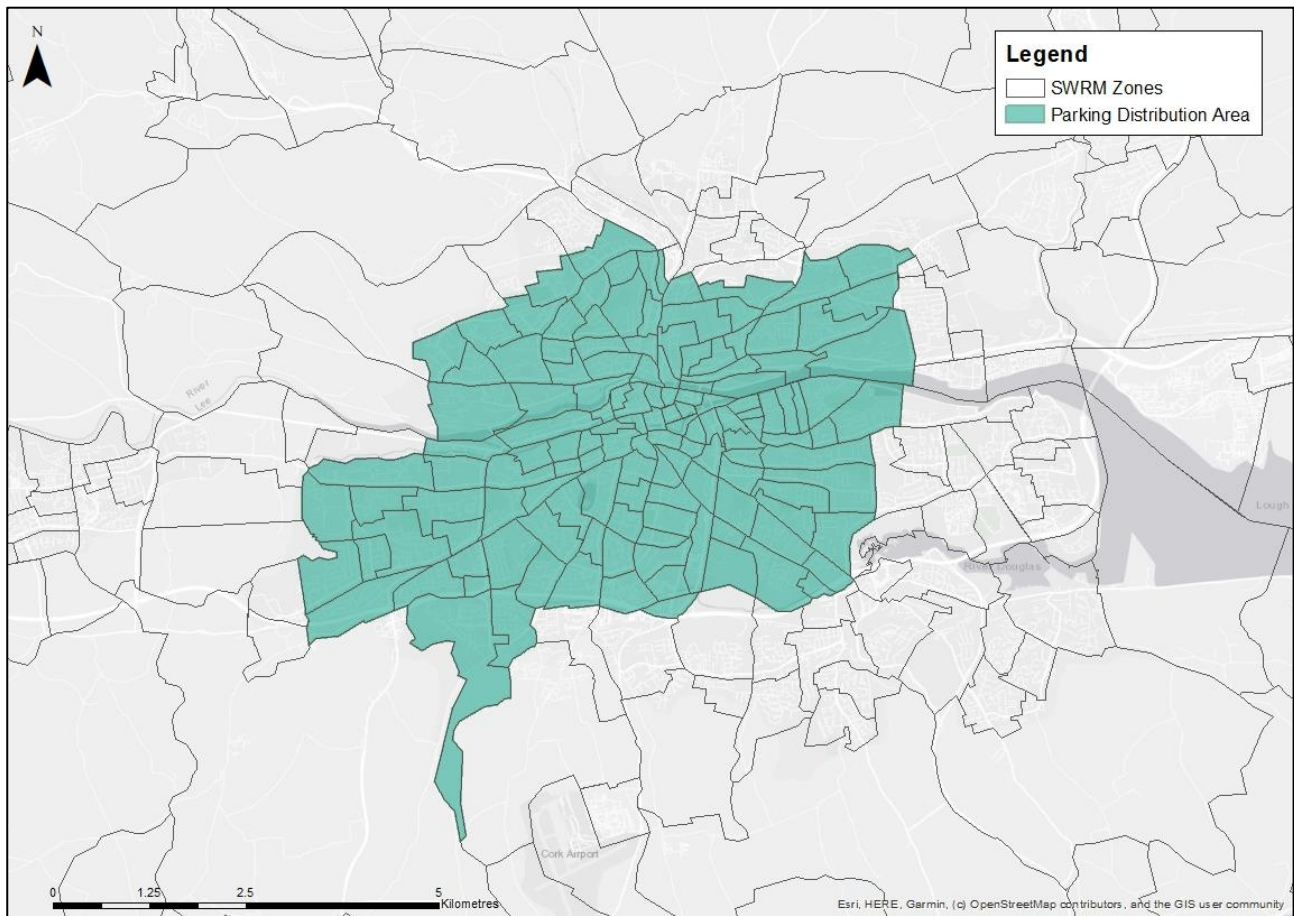 N
Legend
SWRM Zones
Parking Distribution Area
River
Lee
Lough
River Douglas
Cork Airport
0 1.25 2.5 5
Kilometres
Esri, HERE, Garmin, (c) OpenStreetMap contributors, and the GIS user community